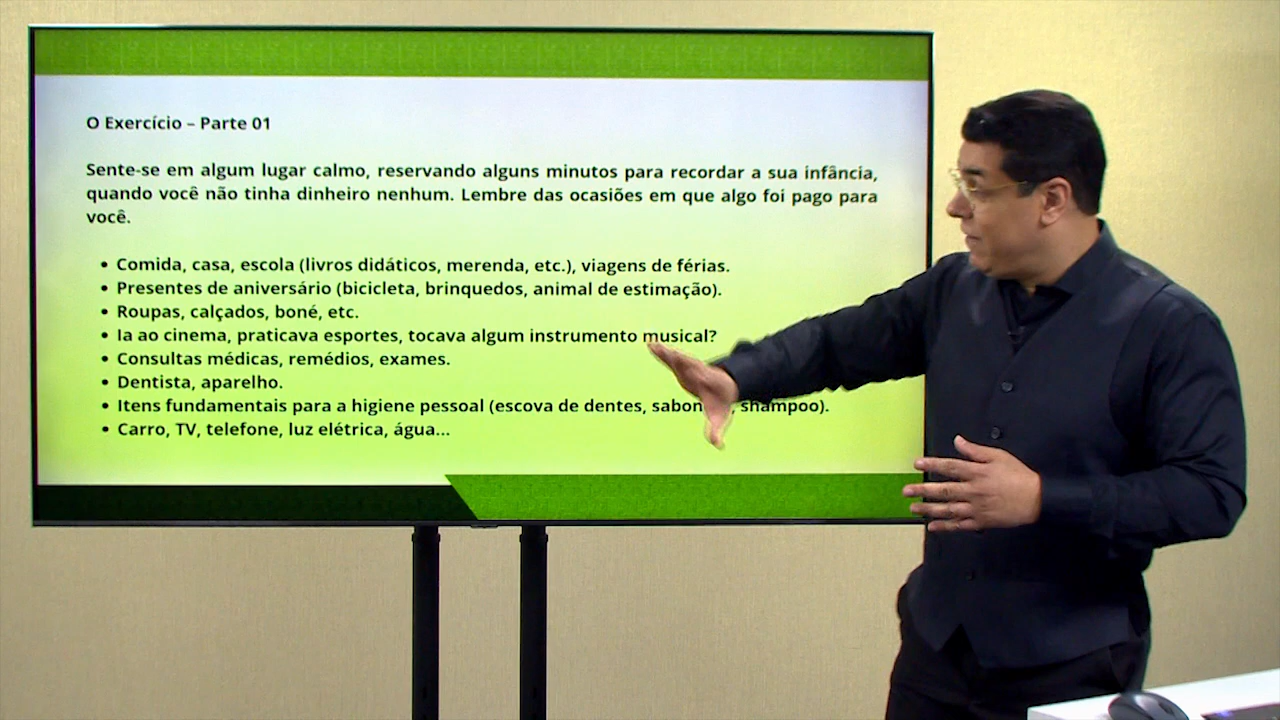 O Exercício – Parte 01
Sente-se em algum lugar calmo, reservando alguns minutos para recordar a sua infância,
quando você não tinha dinheiro nenhum. Lembre das ocasiões em que algo foi pago para
você.
• Comida, casa, escola (livros didáticos, merenda, etc.), viagens de férias.
• Presentes de aniversário (bicicleta, brinquedos, animal de estimação).
• Roupas, calçados, boné, etc.
• Ia ao cinema, praticava esportes, tocava algum instrumento musical?
• Consultas médicas, remédios, exames.
• Dentista, aparelho.
• Itens fundamentais para a higiene pessoal (escova de dentes, shampoo).
• Carro, TV, telefone, luz elétrica, água...